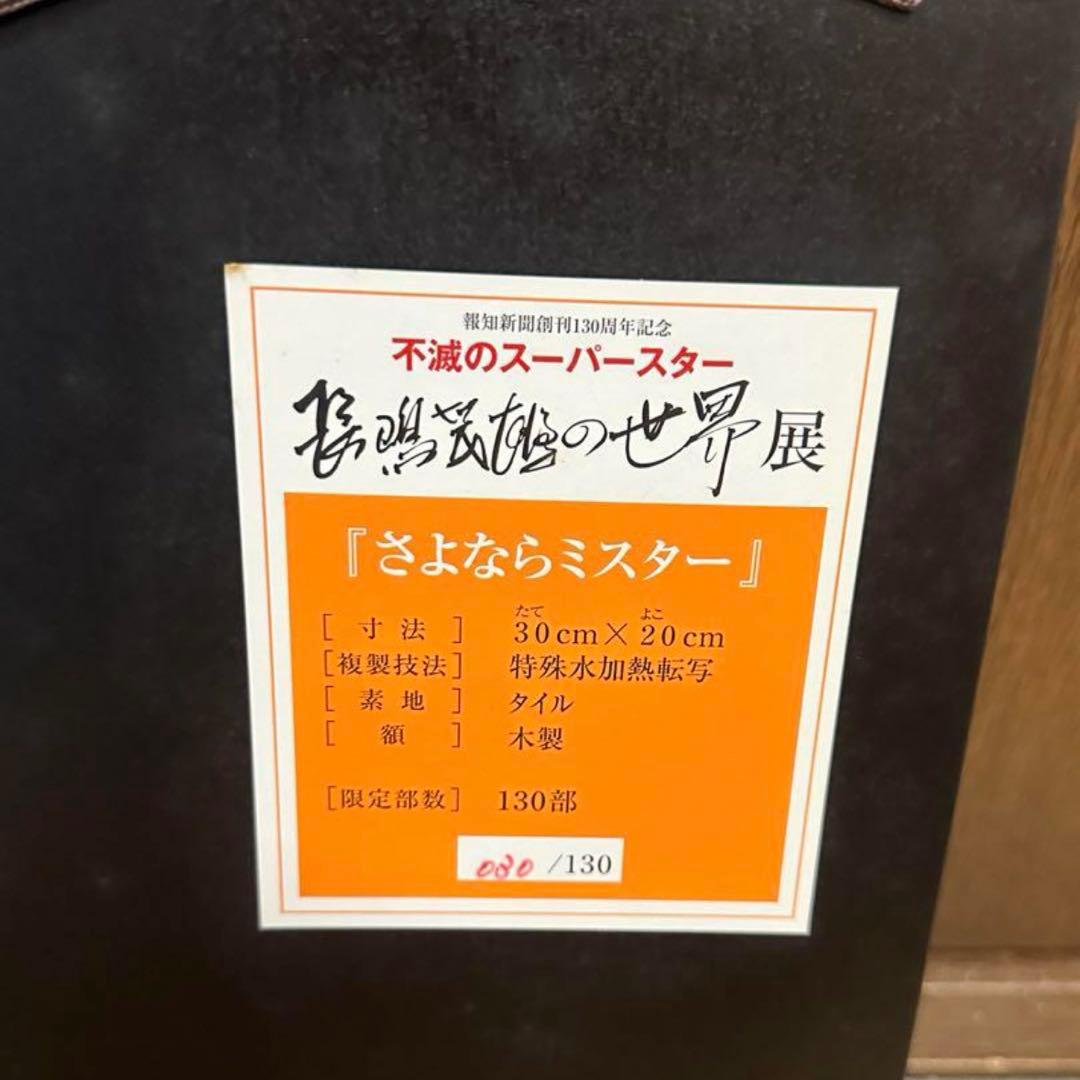 報知新聞創刊130周年記念
不滅のスーパースター
長嶋茂雄の世界展
『さよならミスター』
たて よこ
[寸法] 30cm×20cm
[複製技法] 特殊水加熱転写
[素地] タイル
[額] 木製
[限定部数] 130部
080/130